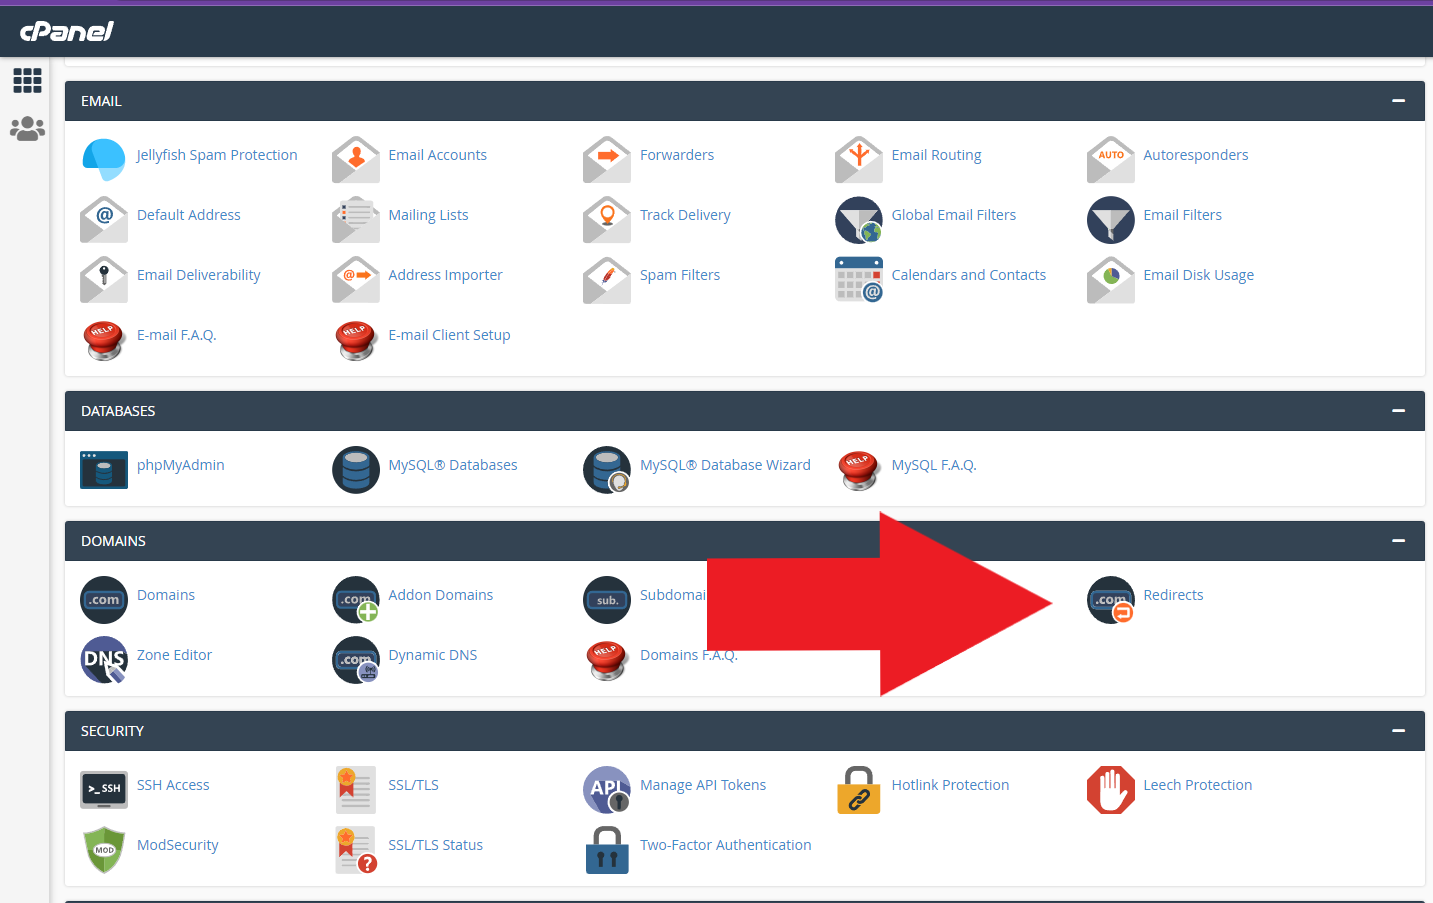 cPanel
EMAIL
Jellyfish Spam Protection
Email Accounts
Forwarders
Email Routing
AUTO
Autoresponders
@
Default Address
Mailing Lists
Track Delivery
Global Email Filters
Email Filters
Email Deliverability
@
Address Importer
Spam Filters
@
Calendars and Contacts
Email Disk Usage
HELP
E-mail F.A.Q.
HELP
E-mail Client Setup
DATABASES
phpMyAdmin
MySQL® Databases
MySQL® Database Wizard
HELP
MySQL F.A.Q.
DOMAINS
.com
Domains
.com
Addon Domains
sub.
Subdomai
.com
Redirects
DNS
Zone Editor
.com
Dynamic DNS
HELP
Domains F.A.Q.
SECURITY
>_ SSH
SSH Access
SSL/TLS
API
Manage API Tokens
Hotlink Protection
Leech Protection
MOD
ModSecurity
?
SSL/TLS Status
Two-Factor Authentication